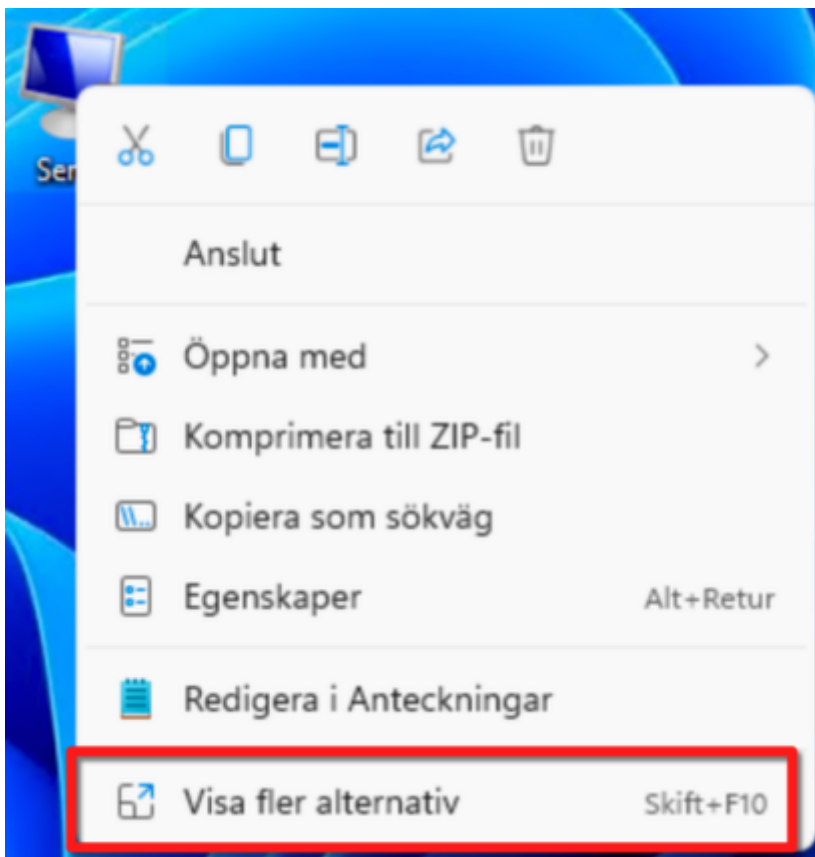 Anslut
Öppna med
Komprimera till ZIP-fil
Kopiera som sökväg
Egenskaper Alt+Retur
Redigera i Anteckningar
Visa fler alternativ Skift+F10